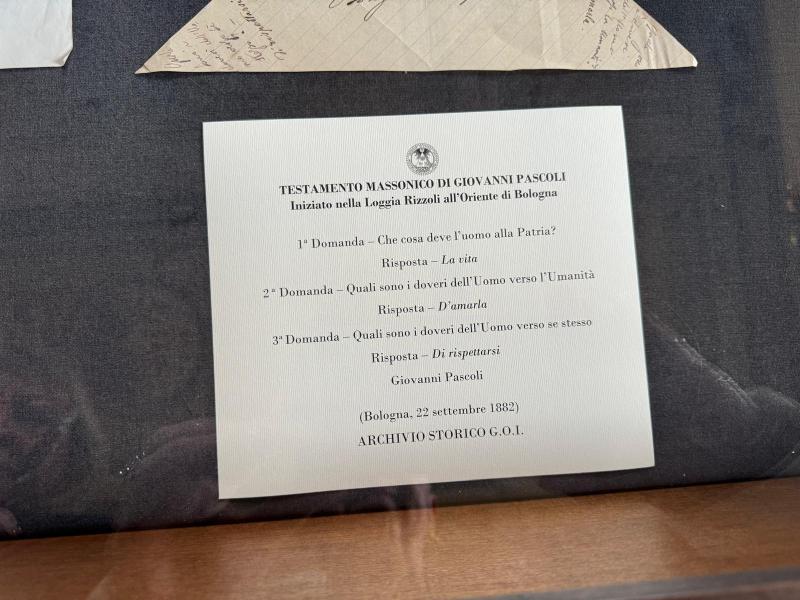 Di rispettarsi
TESTAMENTO MASSONICO DI GIOVANNI PASCOLI
Iniziato nella Loggia Rizzoli all'Oriente di Bologna
1ª Domanda – Che cosa deve l'uomo alla Patria?
Risposta – La vita
2ª Domanda – Quali sono i doveri dell'Uomo verso l'Umanità
Risposta – D'amarla
3ª Domanda – Quali sono i doveri dell'Uomo verso se stesso
Risposta – Di rispettarsi
Giovanni Pascoli
(Bologna, 22 settembre 1882)
ARCHIVIO STORICO G.O.I.